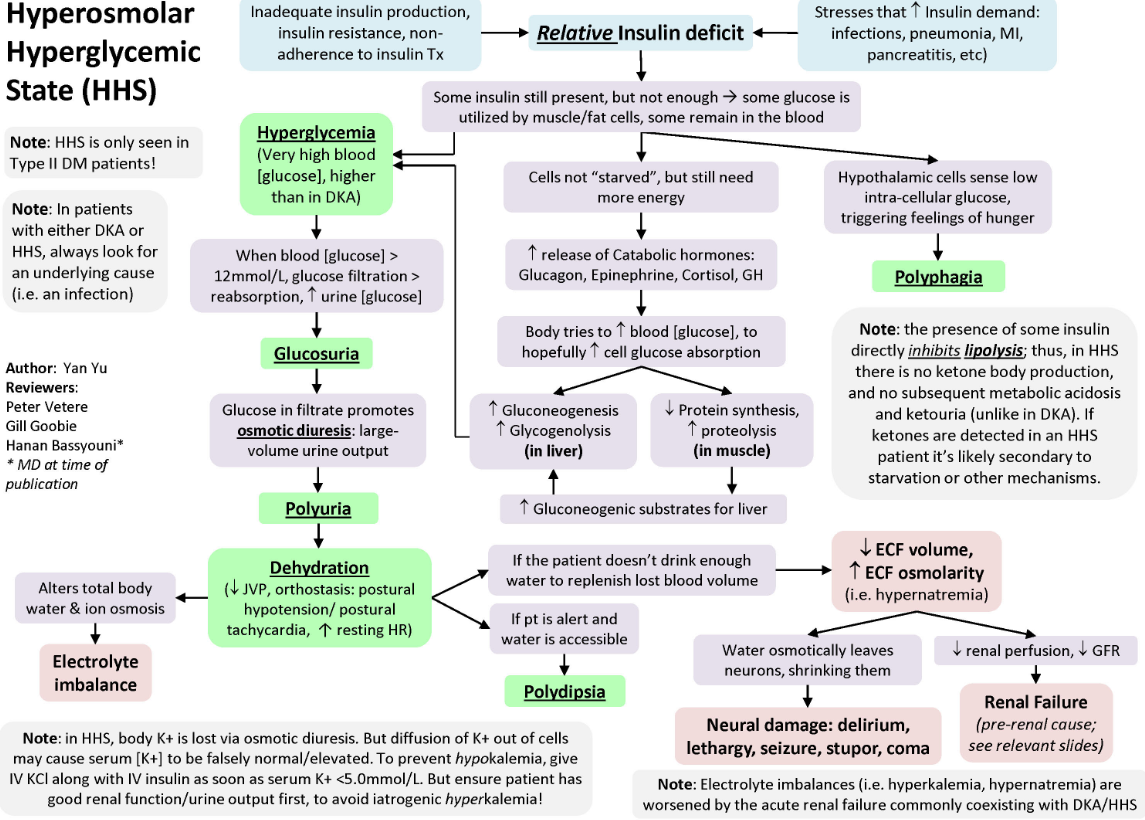 Hyperosmolar
Hyperglycemic
State (HHS)
Inadequate insulin production,
insulin resistance, non-
adherence to insulin Tx
Relative Insulin deficit
Stresses that ↑ Insulin demand:
infections, pneumonia, MI,
pancreatitis, etc)
Some insulin still present, but not enough → some glucose is
utilized by muscle/fat cells, some remain in the blood
Note: HHS is only seen in
Type II DM patients!
Note: In patients
with either DKA or
HHS, always look for
an underlying cause
(i.e. an infection)
Hyperglycemia
(Very high blood
[glucose], higher
than in DKA)
Cells not “starved”, but still need
more energy
Hypothalamic cells sense low
intra-cellular glucose,
triggering feelings of hunger
When blood [glucose] >
12mmol/L, glucose filtration >
reabsorption, ↑ urine [glucose]
↑ release of Catabolic hormones:
Glucagon, Epinephrine, Cortisol, GH
Polyphagia
Glucosuria
Body tries to ↑ blood [glucose], to
hopefully ↑ cell glucose absorption
Note: the presence of some insulin
directly inhibits lipolysis; thus, in HHS
there is no ketone body production,
and no subsequent metabolic acidosis
and ketouria (unlike in DKA). If
ketones are detected in an HHS
patient it’s likely secondary to
starvation or other mechanisms.
Author: Yan Yu
Reviewers:
Peter Vetere
Gill Goobie
Hanan Bassyouni*
* MD at time of
publication
Glucose in filtrate promotes
osmotic diuresis: large-
volume urine output
↑ Gluconeogenesis
↑ Glycogenolysis
(in liver)
↓ Protein synthesis,
↑ proteolysis
(in muscle)
↑ Gluconeogenic substrates for liver
Polyuria
Dehydration
(↓ JVP, orthostasis: postural
hypotension/ postural
tachycardia, ↑ resting HR)
If the patient doesn’t drink enough
water to replenish lost blood volume
↓ ECF volume,
↑ ECF osmolarity
(i.e. hypernatremia)
Alters total body
water & ion osmosis
If pt is alert and
water is accessible
Electrolyte
imbalance
Polydipsia
Water osmotically leaves
neurons, shrinking them
↓ renal perfusion, ↓ GFR
Neural damage: delirium,
lethargy, seizure, stupor, coma
Renal Failure
(pre-renal cause;
see relevant slides)
Note: in HHS, body K+ is lost via osmotic diuresis. But diffusion of K+ out of cells
may cause serum [K+] to be falsely normal/elevated. To prevent hypokalemia, give
IV KCl along with IV insulin as soon as serum K+ <5.0mmol/L. But ensure patient has
good renal function/urine output first, to avoid iatrogenic hyperkalemia!
Note: Electrolyte imbalances (i.e. hyperkalemia, hypernatremia) are
worsened by the acute renal failure commonly coexisting with DKA/HHS